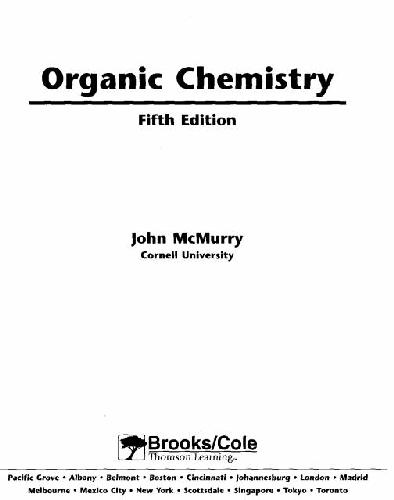 Organic Chemistry
Fifth Edition
John McMurry
Cornell University
Brooks/Cole
Thomson Learning™
Pacific Grove • Albany • Belmont • Boston • Cincinnati • Johannesburg • London • Madrid
Melbourne • Mexico City • New York • Scottsdale • Singapore • Tokyo • Toronto